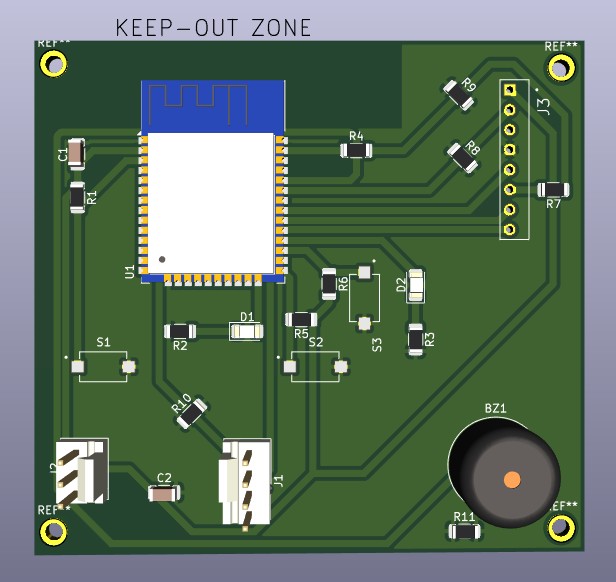 KEEP-OUT ZONE
REF**
REF**
R9
J3
R4
C1
R8
R1
R7
U1
R6
D2
R5
D1
R2
R3
S1
S2
S3
R10
BZ1
J2
J1
C2
REF**
R11
REF**